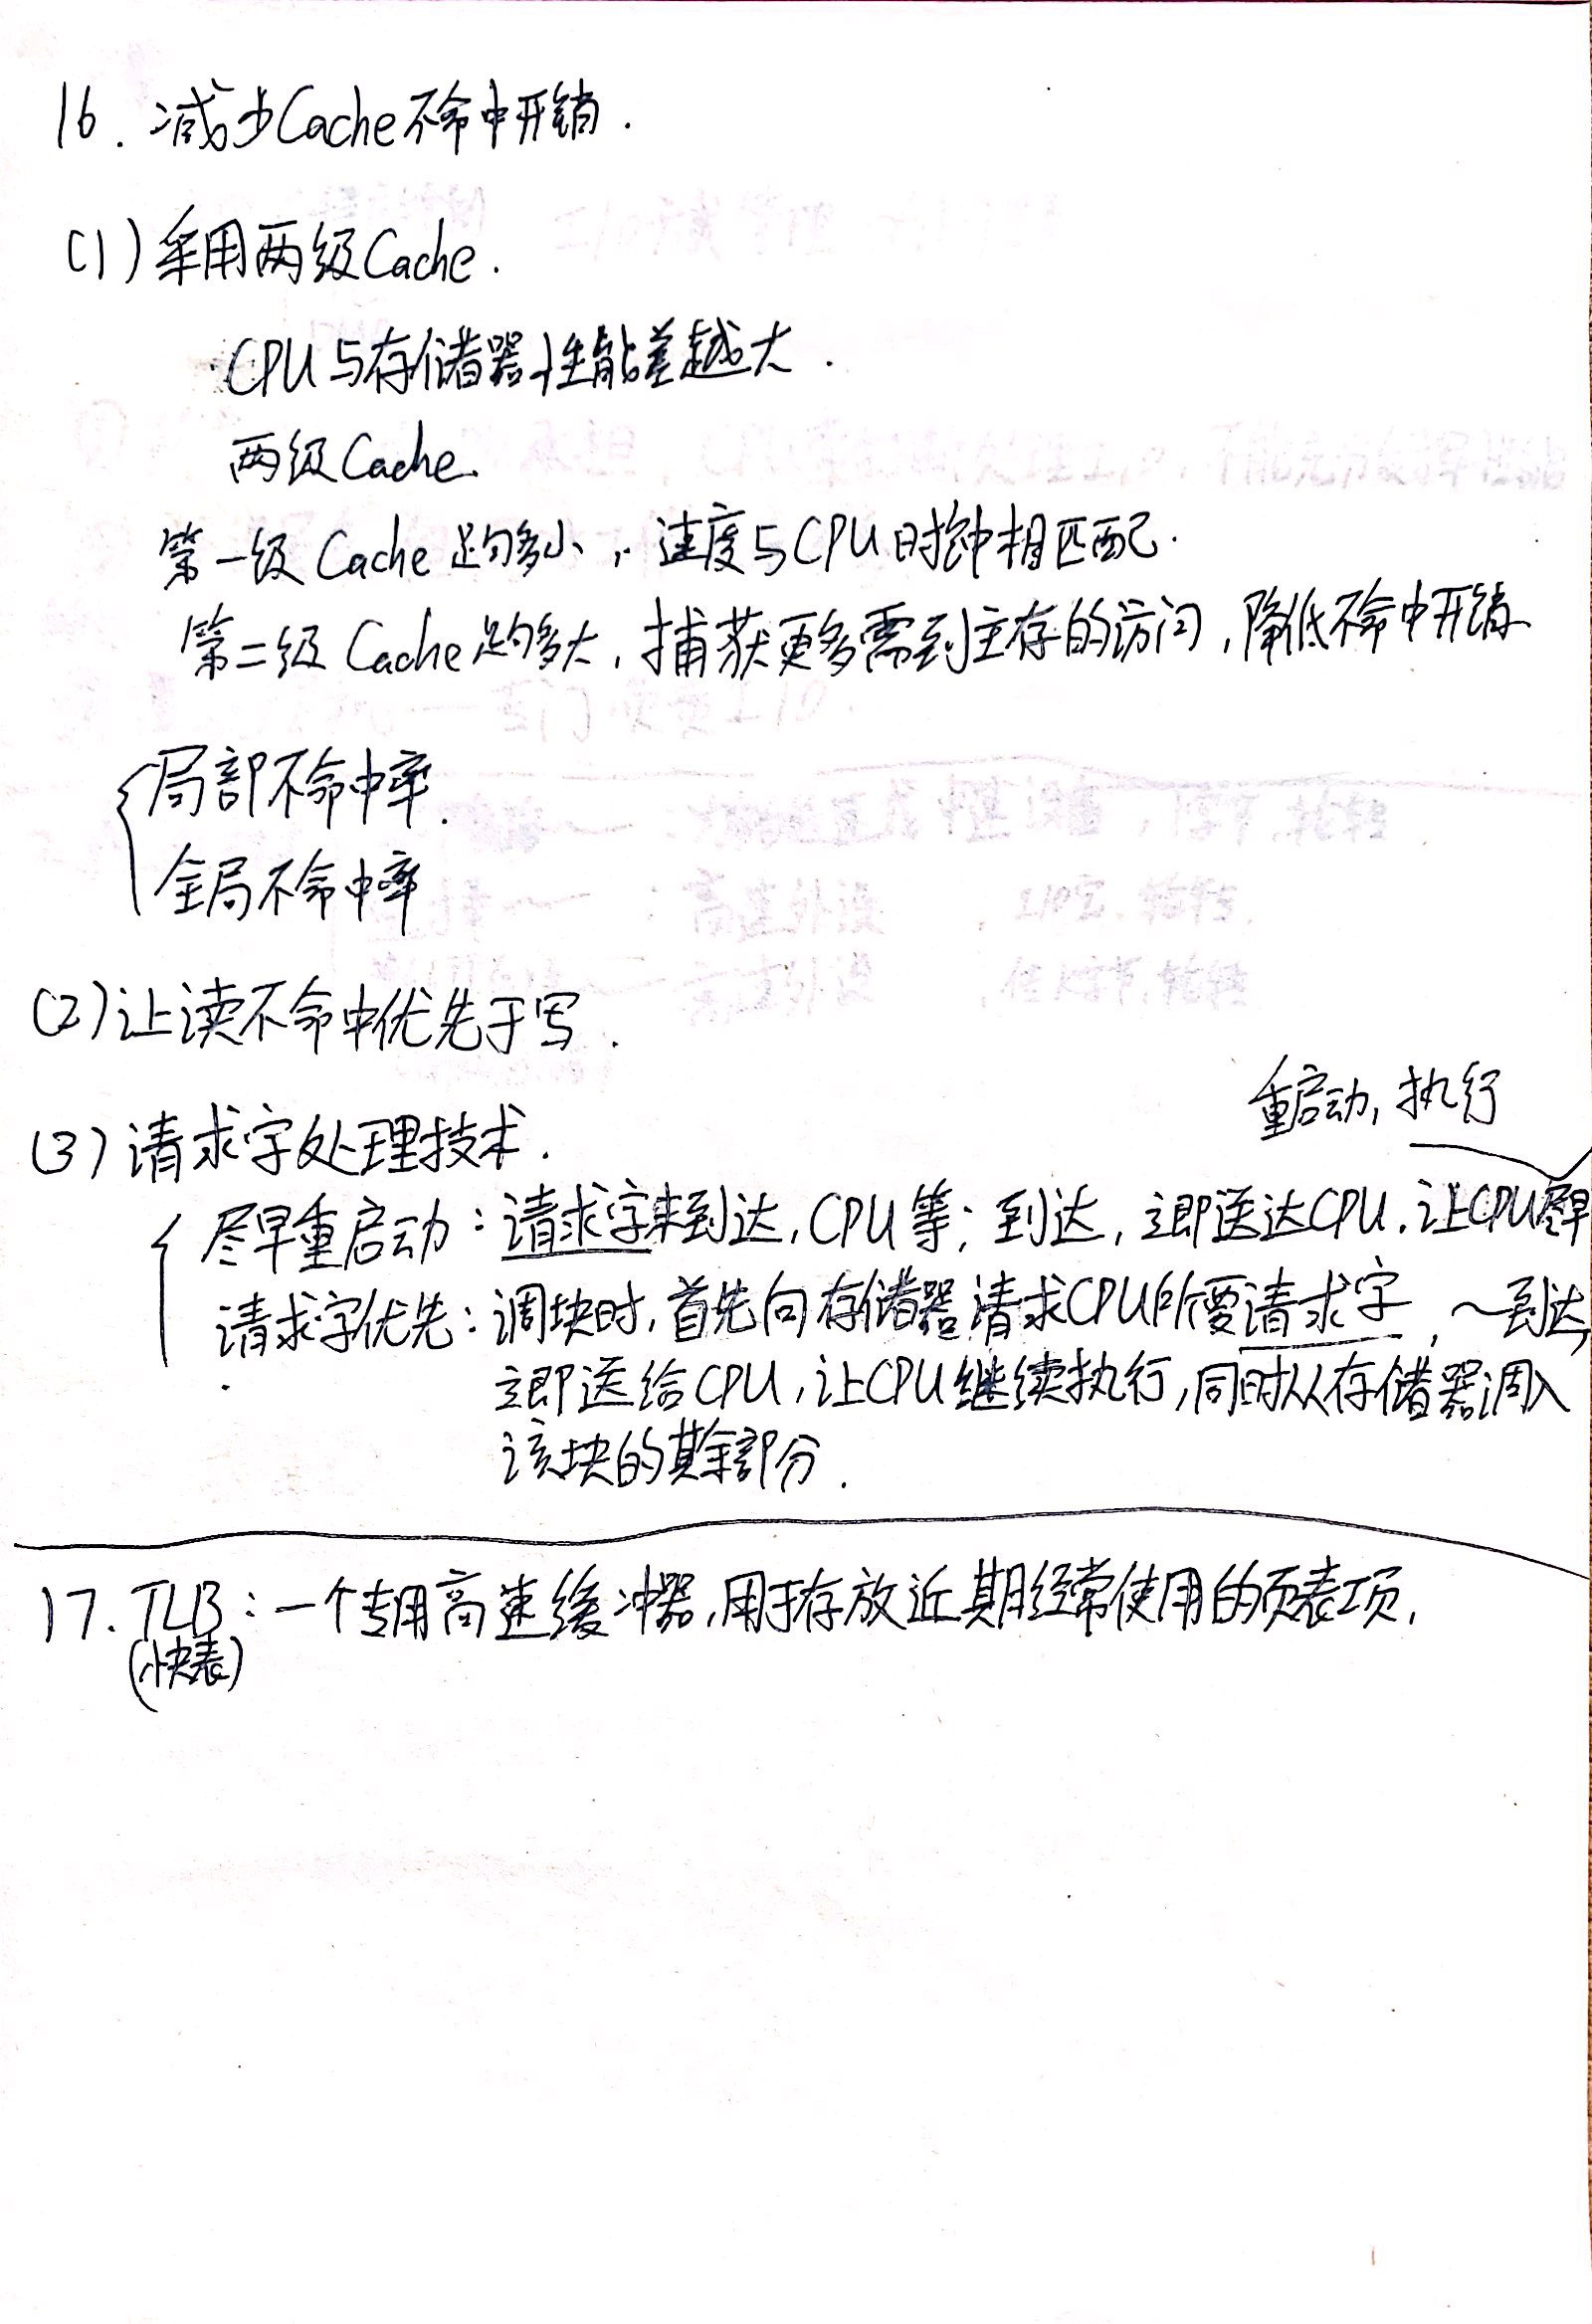 16. 减少Cache不命中开销.
(1) 采用两级Cache.
CPU与存储器性能差越大.
两级Cache
第一级Cache足够小, 速度与CPU时钟相匹配.
第二级Cache足够大, 捕获更多需到主存的访问, 降低不命中开销
局部不命中率.
全局不命中率
(2) 让读不命中优先于写.
(3) 请求字处理技术.
重启动, 执行
尽早重启动: 请求字未到达, CPU等; 到达, 立即送达CPU. 让CPU尽早
请求字优先: 调块时, 首先向存储器请求CPU所要请求字, ~到达,
立即送给CPU, 让CPU继续执行, 同时从存储器调入
该块的其余部分.
17. TLB: 一个专用高速缓冲器, 用于存放近期经常使用的页表项,
(快表)